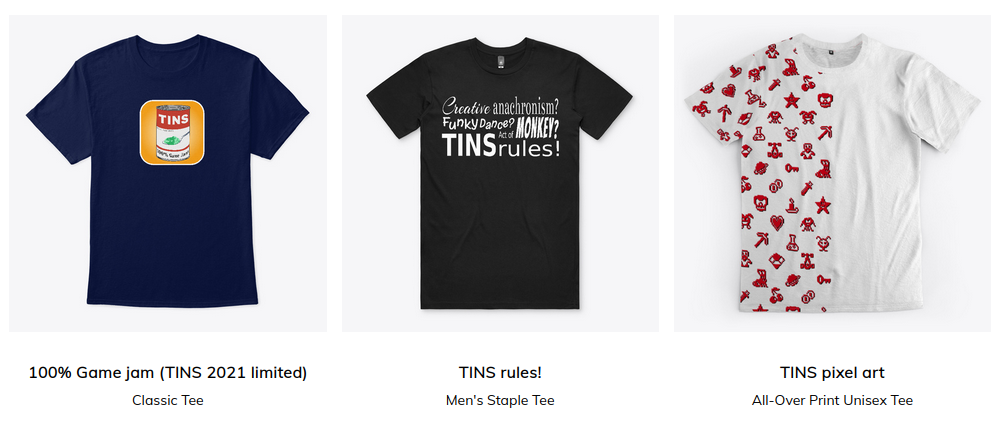 TINS
100% Game Jam
Creative anachronism?
Funky Dance? Act of MONKEY?
TINS rules!
100% Game jam (TINS 2021 limited)
Classic Tee
TINS rules!
Men's Staple Tee
TINS pixel art
All-Over Print Unisex Tee